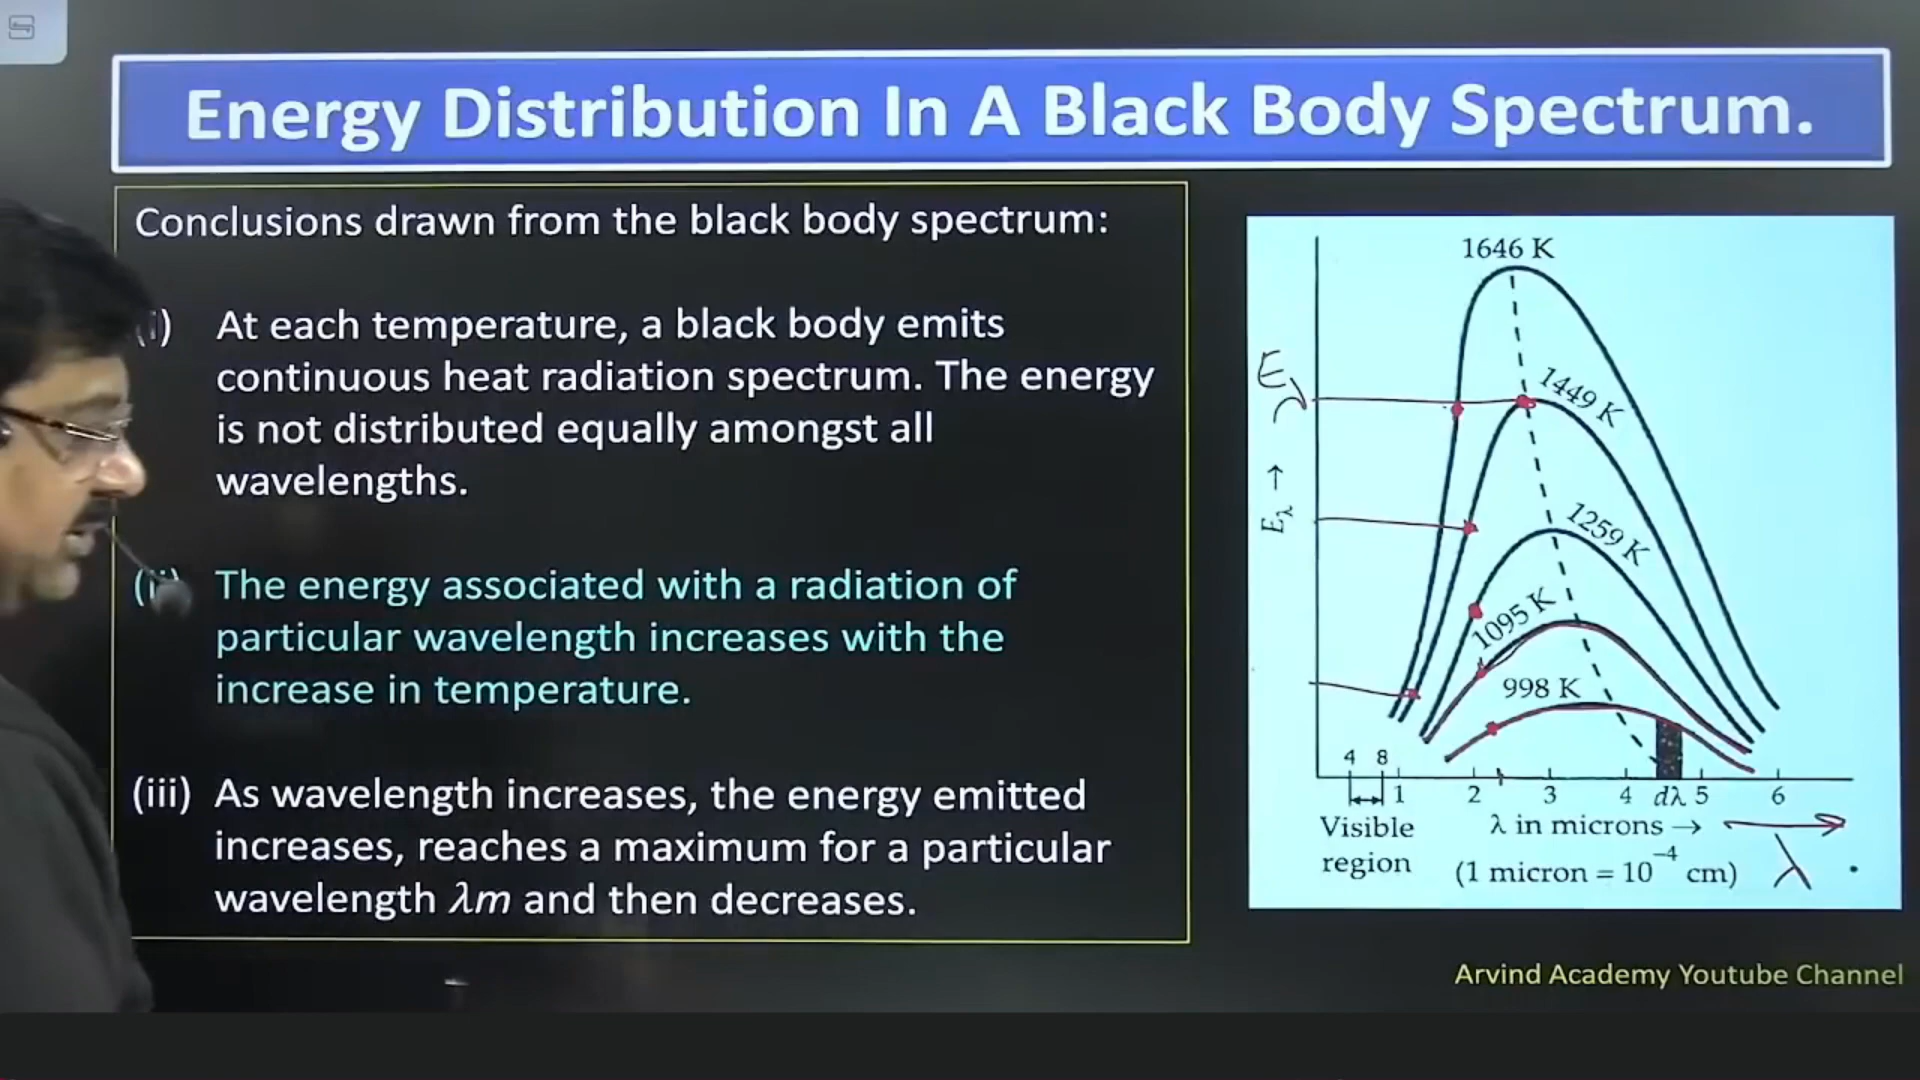 Energy Distribution In A Black Body Spectrum.
Conclusions drawn from the black body spectrum:
(i) At each temperature, a black body emits
continuous heat radiation spectrum. The energy
is not distributed equally amongst all
wavelengths.
(ii) The energy associated with a radiation of
particular wavelength increases with the
increase in temperature.
(iii) As wavelength increases, the energy emitted
increases, reaches a maximum for a particular
wavelength λm and then decreases.
1646 K
1449 K
1259 K
1095 K
998 K
Eλ
Eλ →
4 8
1 2 3 4 dλ 5 6
Visible
region
λ in microns →
(1 micron = 10⁻⁴ cm)
λ
Arvind Academy Youtube Channel